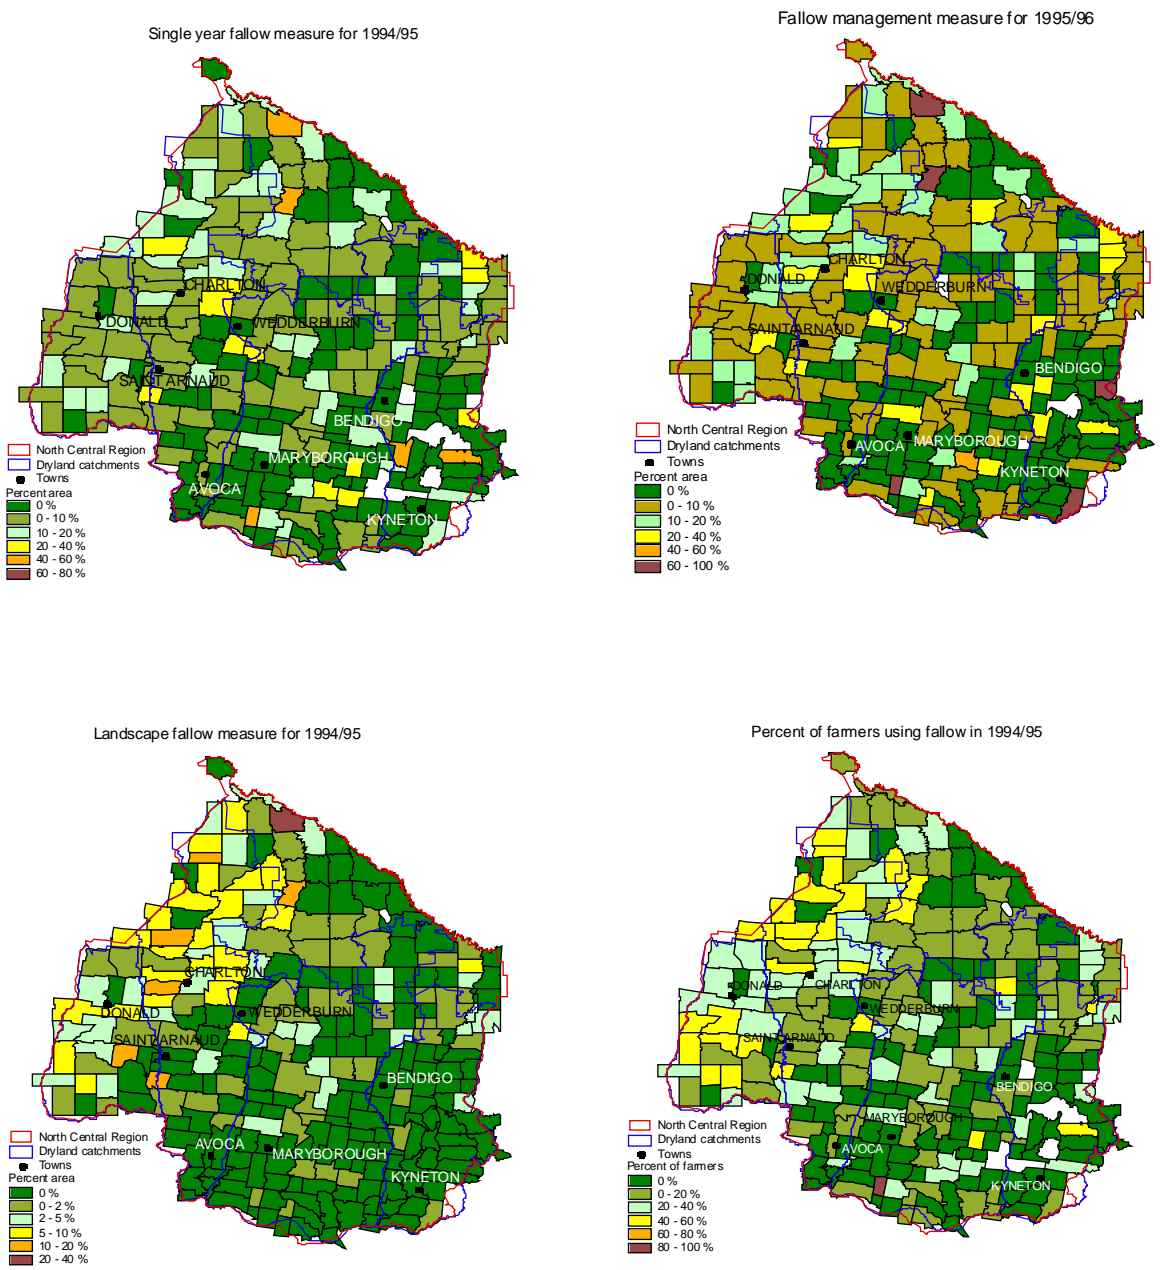 Single year fallow measure for 1994/95
CHARLTON
DONALD
WEDDERBURN
SAINT ARNAUD
BENDIGO
MARYBOROUGH
AVOCA
KYNETON
North Central Region
Dryland catchments
Towns
Percent area
0 %
0 - 10 %
10 - 20 %
20 - 40 %
40 - 60 %
60 - 80 %
Fallow management measure for 1995/96
CHARLTON
DONALD
WEDDERBURN
SAINT ARNAUD
BENDIGO
AVOCA
MARYBOROUGH
KYNETON
North Central Region
Dryland catchments
Towns
Percent area
0 %
0 - 10 %
10 - 20 %
20 - 40 %
40 - 60 %
60 - 100 %
Landscape fallow measure for 1994/95
CHARLTON
DONALD
WEDDERBURN
SAINT ARNAUD
BENDIGO
AVOCA
MARYBOROUGH
KYNETON
North Central Region
Dryland catchments
Towns
Percent area
0 %
0 - 2 %
2 - 5 %
5 - 10 %
10 - 20 %
20 - 40 %
Percent of farmers using fallow in 1994/95
DONALD
CHARLTON
WEDDERBURN
SAINT ARNAUD
BENDIGO
MARYBOROUGH
AVOCA
KYNETON
North Central Region
Dryland catchments
Towns
Percent of farmers
0 %
0 - 20 %
20 - 40 %
40 - 60 %
60 - 80 %
80 - 100 %